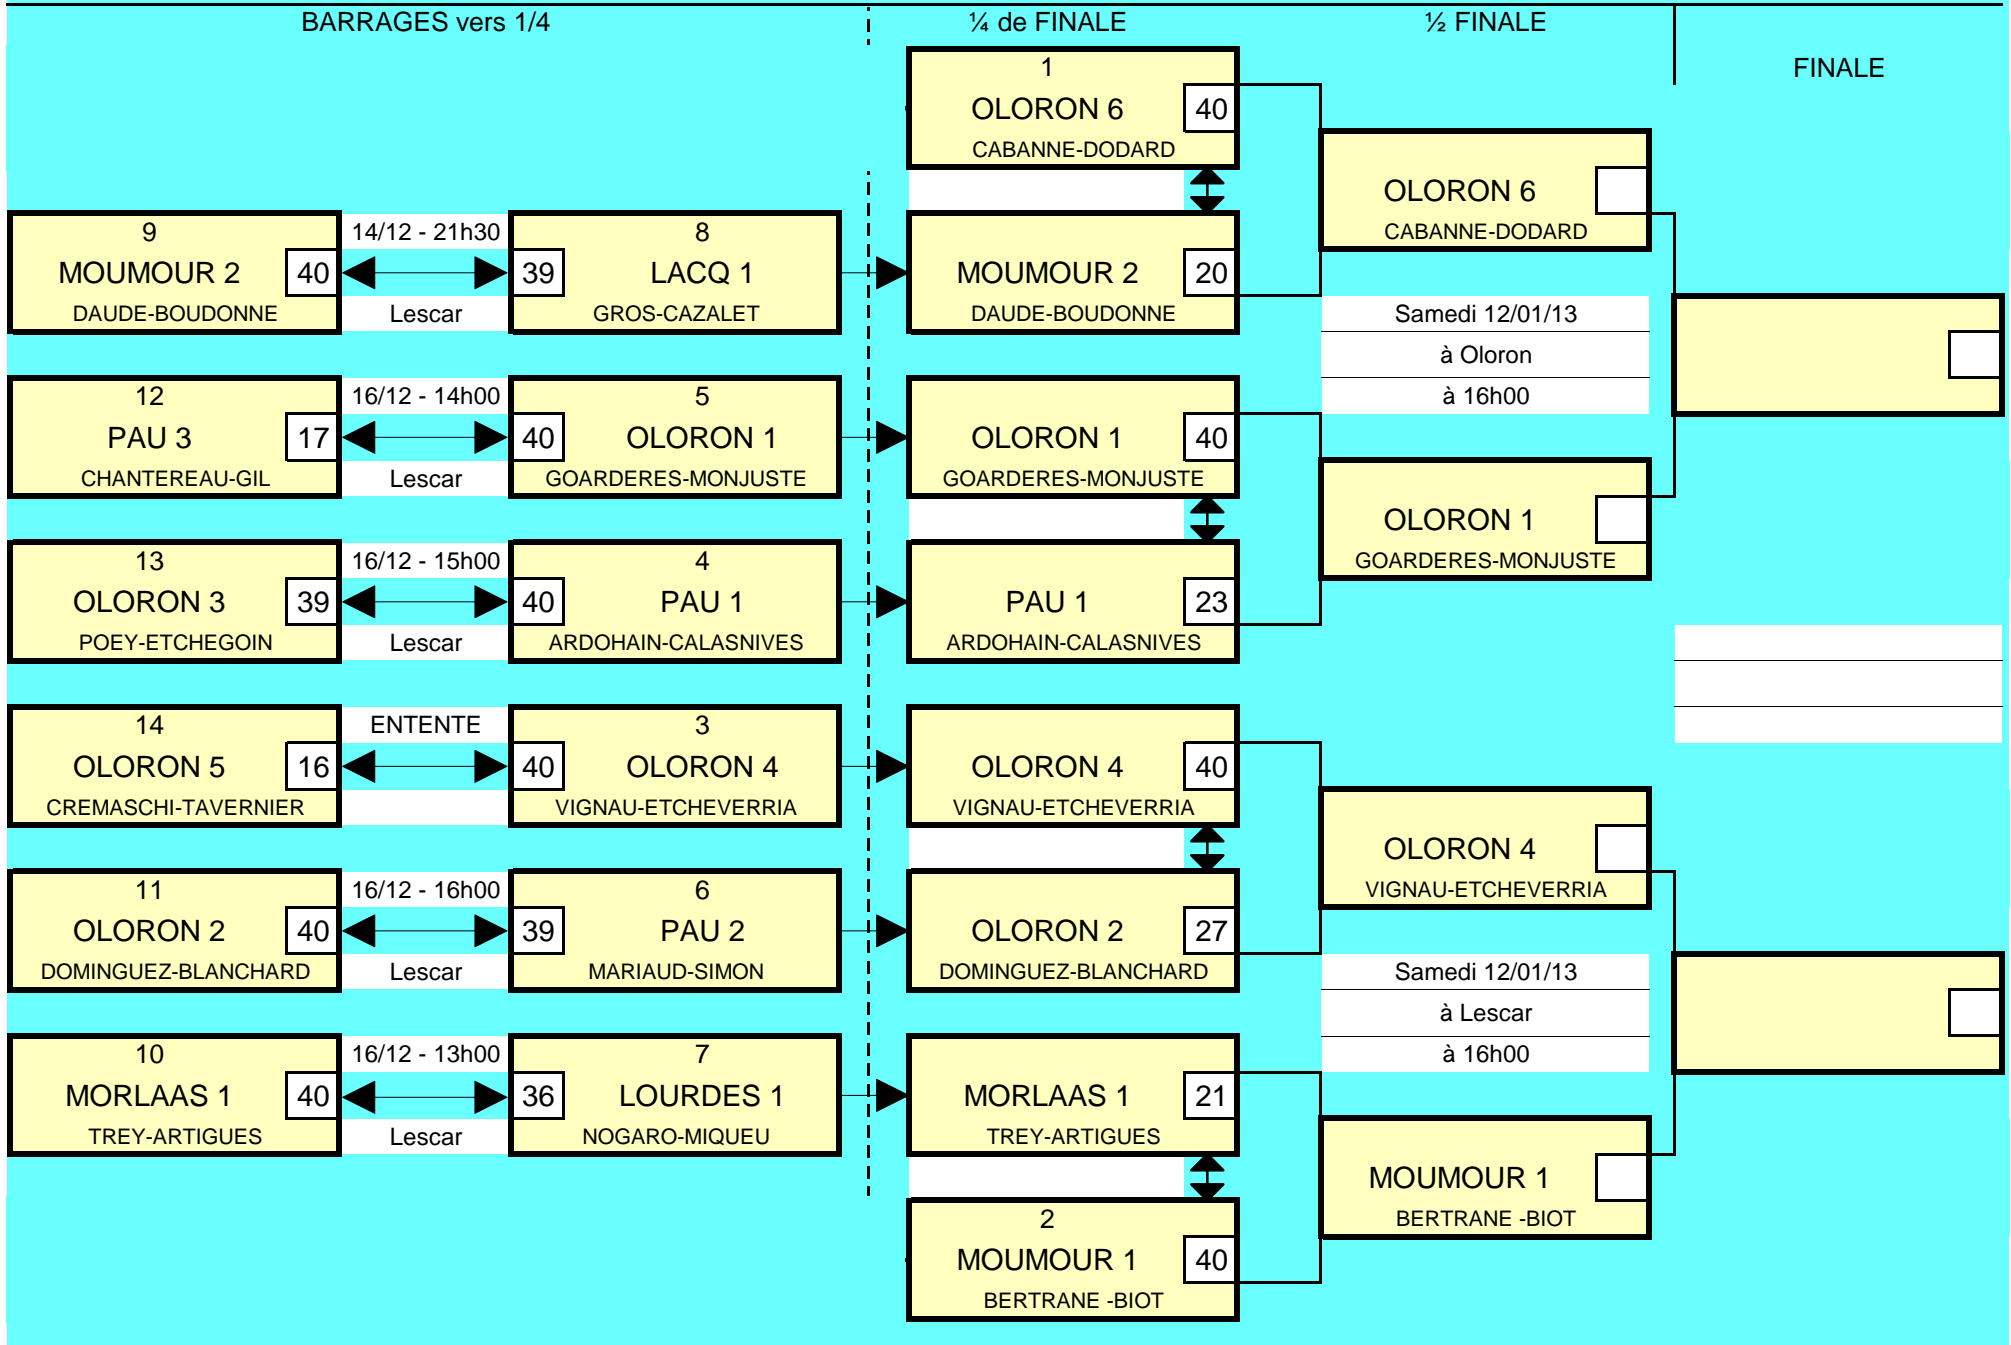 BARRAGES vers 1/4
¼ de FINALE
½ FINALE
FINALE
9
MOUMOUR 2
40
DAUDE-BOUDONNE
14/12 - 21h30
Lescar
8
39
LACQ 1
GROS-CAZALET
12
PAU 3
17
CHANTEREAU-GIL
16/12 - 14h00
Lescar
5
40
OLORON 1
GOARDERES-MONJUSTE
13
OLORON 3
39
POEY-ETCHEGOIN
16/12 - 15h00
Lescar
4
40
PAU 1
ARDOHAIN-CALASNIVES
14
OLORON 5
16
CREMASCHI-TAVERNIER
ENTENTE
3
40
OLORON 4
VIGNAU-ETCHEVERRIA
11
OLORON 2
40
DOMINGUEZ-BLANCHARD
16/12 - 16h00
Lescar
6
39
PAU 2
MARIAUD-SIMON
10
MORLAAS 1
40
TREY-ARTIGUES
16/12 - 13h00
Lescar
7
36
LOURDES 1
NOGARO-MIQUEU
1
OLORON 6
40
CABANNE-DODARD
MOUMOUR 2
20
DAUDE-BOUDONNE
OLORON 1
40
GOARDERES-MONJUSTE
PAU 1
23
ARDOHAIN-CALASNIVES
OLORON 4
40
VIGNAU-ETCHEVERRIA
OLORON 2
27
DOMINGUEZ-BLANCHARD
MORLAAS 1
21
TREY-ARTIGUES
2
MOUMOUR 1
40
BERTRANE -BIOT
OLORON 6
CABANNE-DODARD
Samedi 12/01/13
à Oloron
à 16h00
OLORON 1
GOARDERES-MONJUSTE
OLORON 4
VIGNAU-ETCHEVERRIA
Samedi 12/01/13
à Lescar
à 16h00
MOUMOUR 1
BERTRANE -BIOT